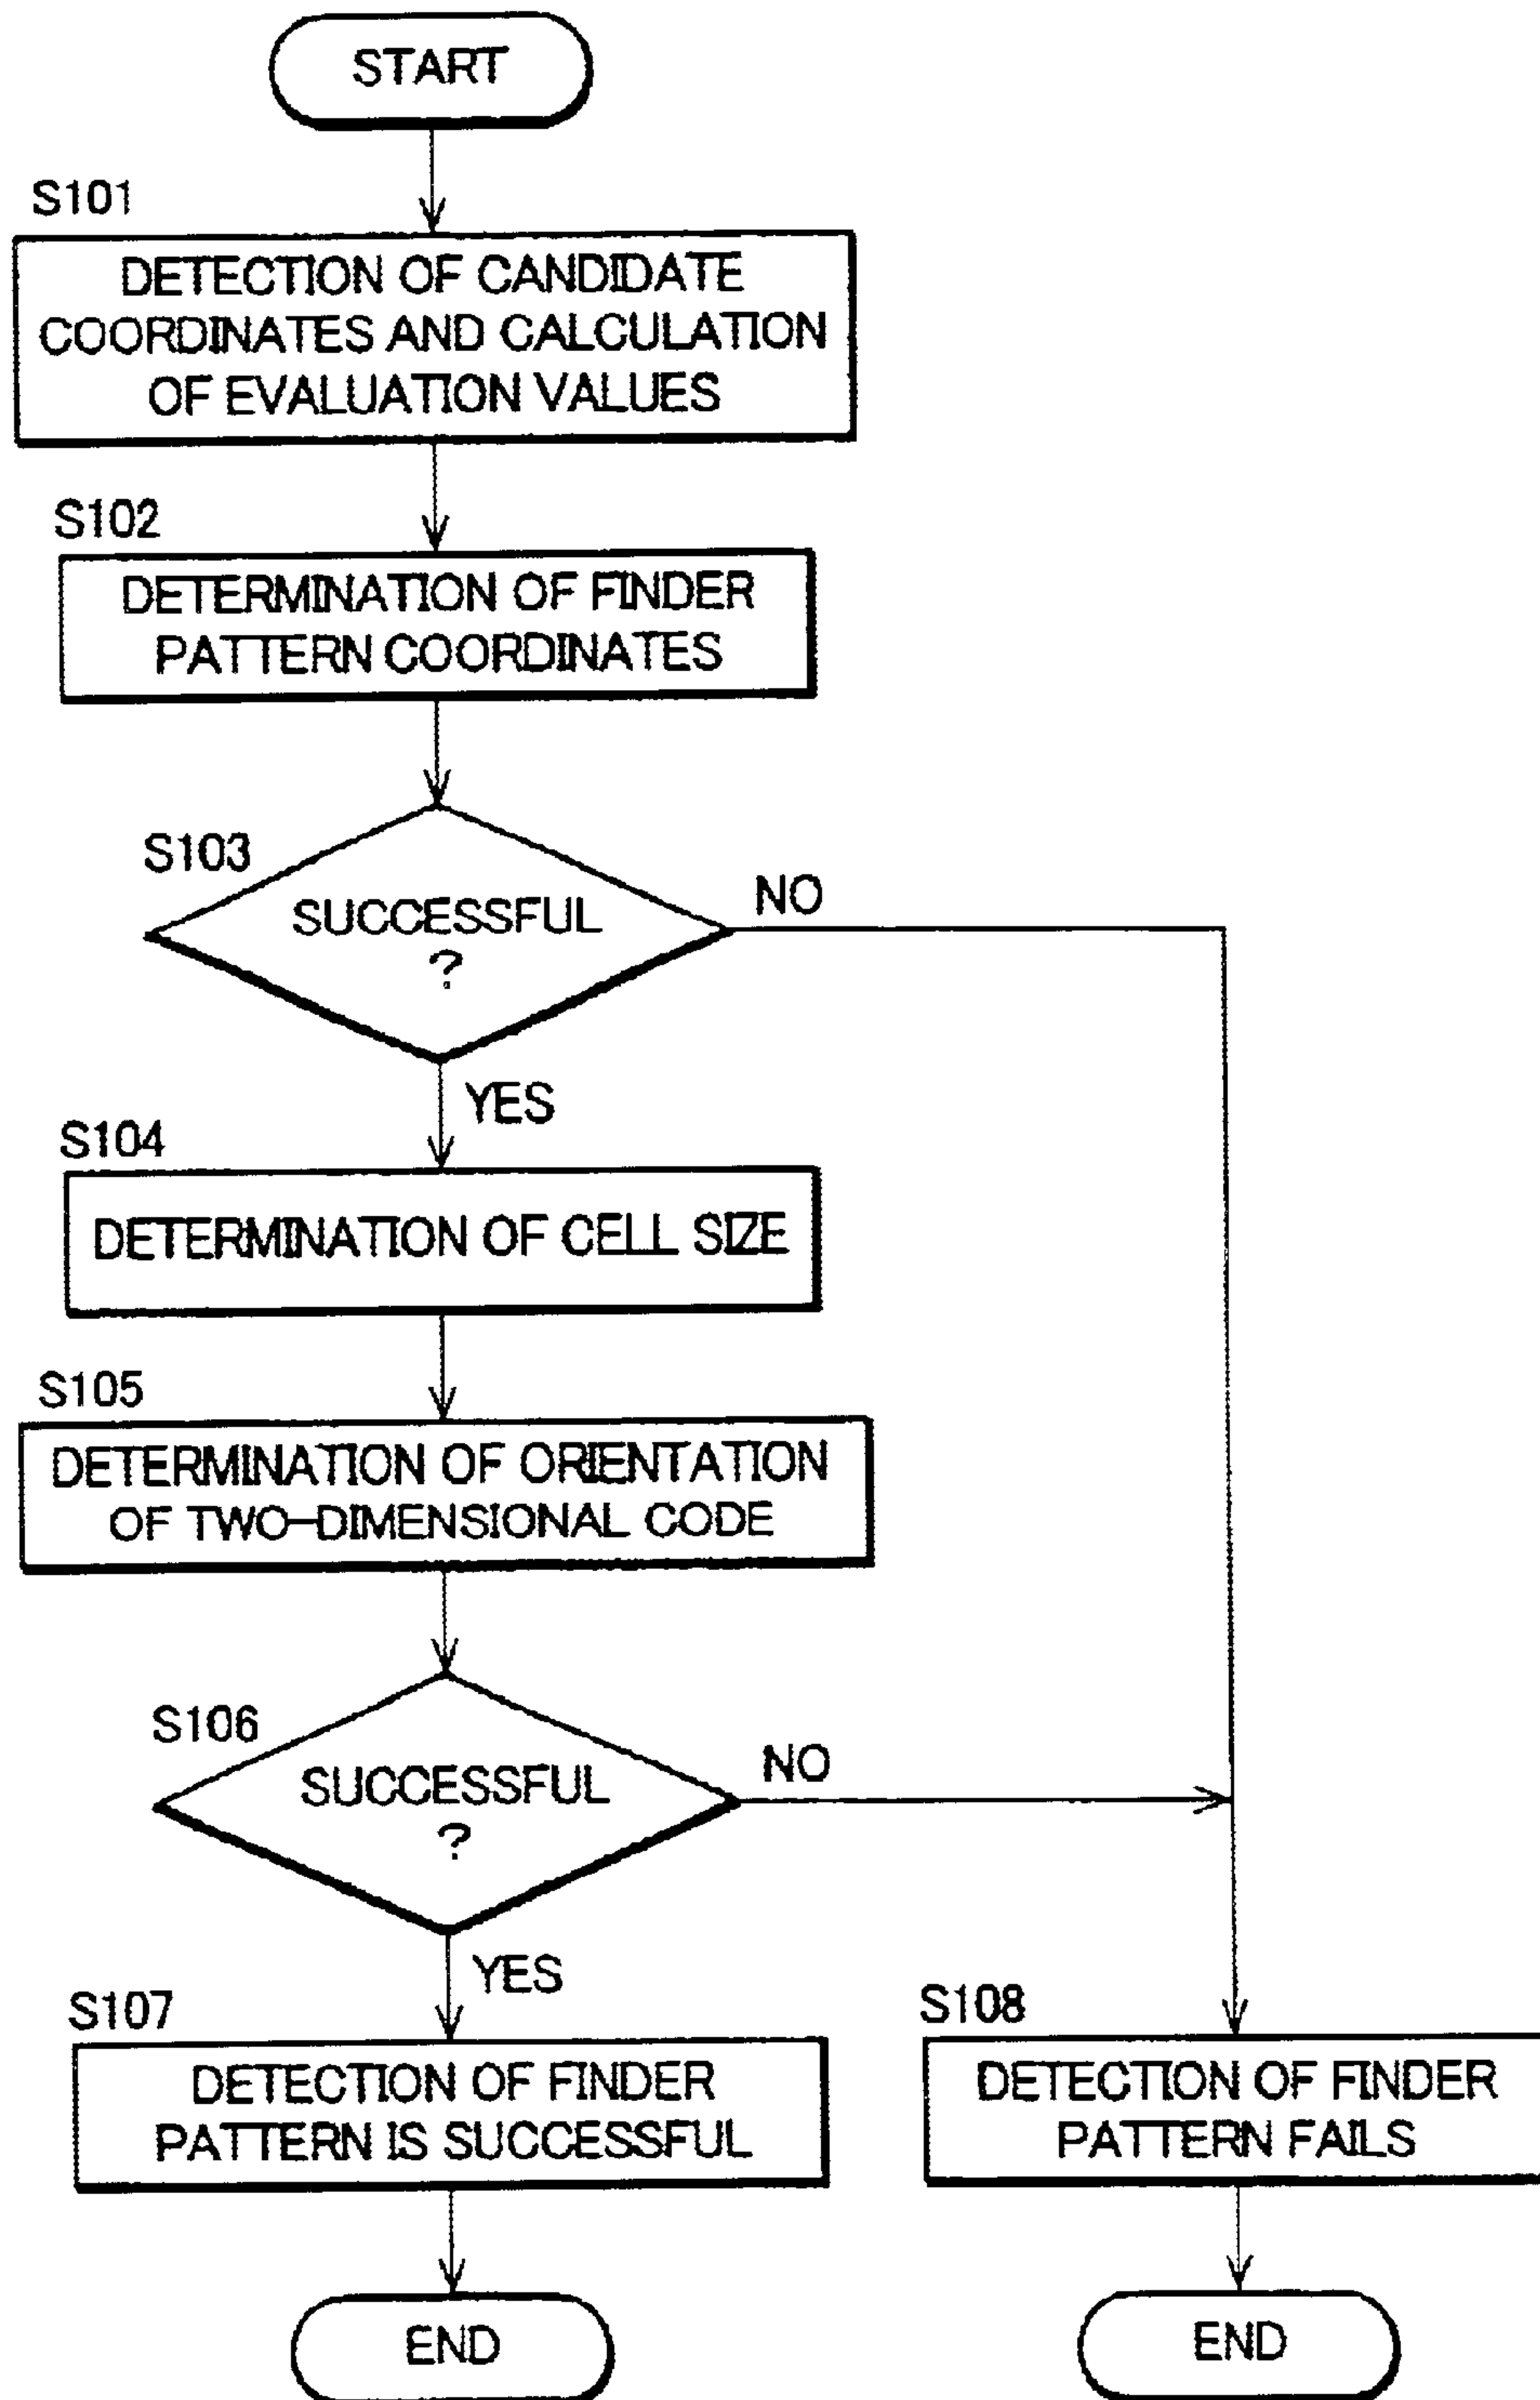 START
S101
DETECTION OF CANDIDATE
COORDINATES AND CALCULATION
OF EVALUATION VALUES
S102
DETERMINATION OF FINDER
PATTERN COORDINATES
S103
SUCCESSFUL
?
NO
YES
S104
DETERMINATION OF CELL SIZE
S105
DETERMINATION OF ORIENTATION
OF TWO-DIMENSIONAL CODE
S106
SUCCESSFUL
?
NO
YES
S107
DETECTION OF FINDER
PATTERN IS SUCCESSFUL
S108
DETECTION OF FINDER
PATTERN FAILS
END
END